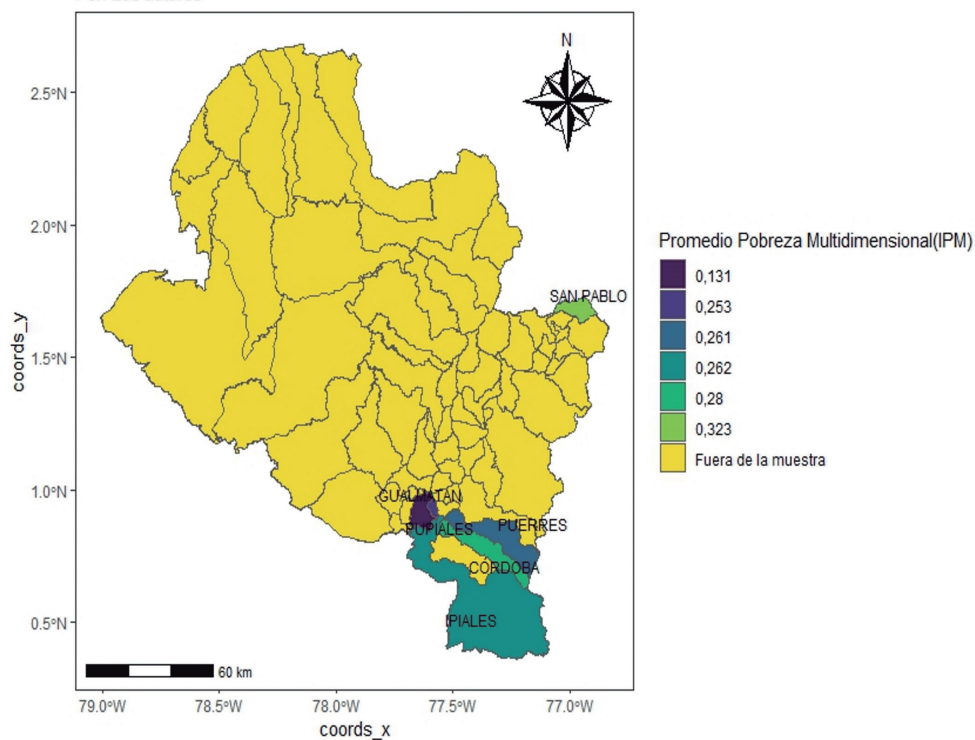 N
2.5°N
2.0°N
1.5°N
1.0°N
0.5°N
coords_y
SAN PABLO
GUALMATÁN
PUPIALES
PUERRES
CÓRDOBA
IPIALES
60 km
79.0°W
78.5°W
78.0°W
77.5°W
77.0°W
coords_x
Promedio Pobreza Multidimensional(IPM)
0,131
0,253
0,261
0,262
0,28
0,323
Fuera de la muestra